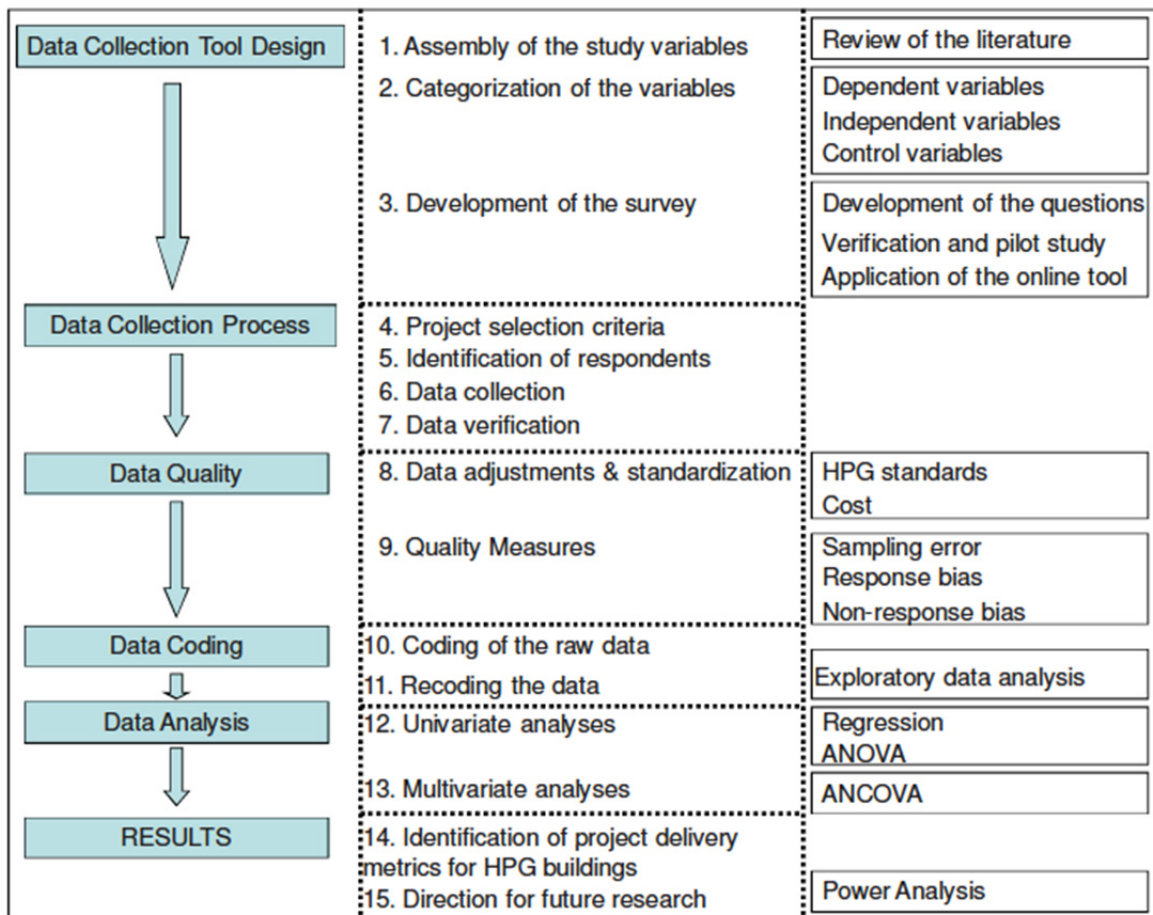 Data Collection Tool Design
1. Assembly of the study variables
Review of the literature
2. Categorization of the variables
Dependent variables
Independent variables
Control variables
3. Development of the survey
Development of the questions
Verification and pilot study
Application of the online tool
Data Collection Process
4. Project selection criteria
5. Identification of respondents
6. Data collection
7. Data verification
Data Quality
8. Data adjustments & standardization
HPG standards
Cost
9. Quality Measures
Sampling error
Response bias
Non-response bias
Data Coding
10. Coding of the raw data
11. Recoding the data
Exploratory data analysis
Data Analysis
12. Univariate analyses
Regression
ANOVA
13. Multivariate analyses
ANCOVA
RESULTS
14. Identification of project delivery
metrics for HPG buildings
15. Direction for future research
Power Analysis